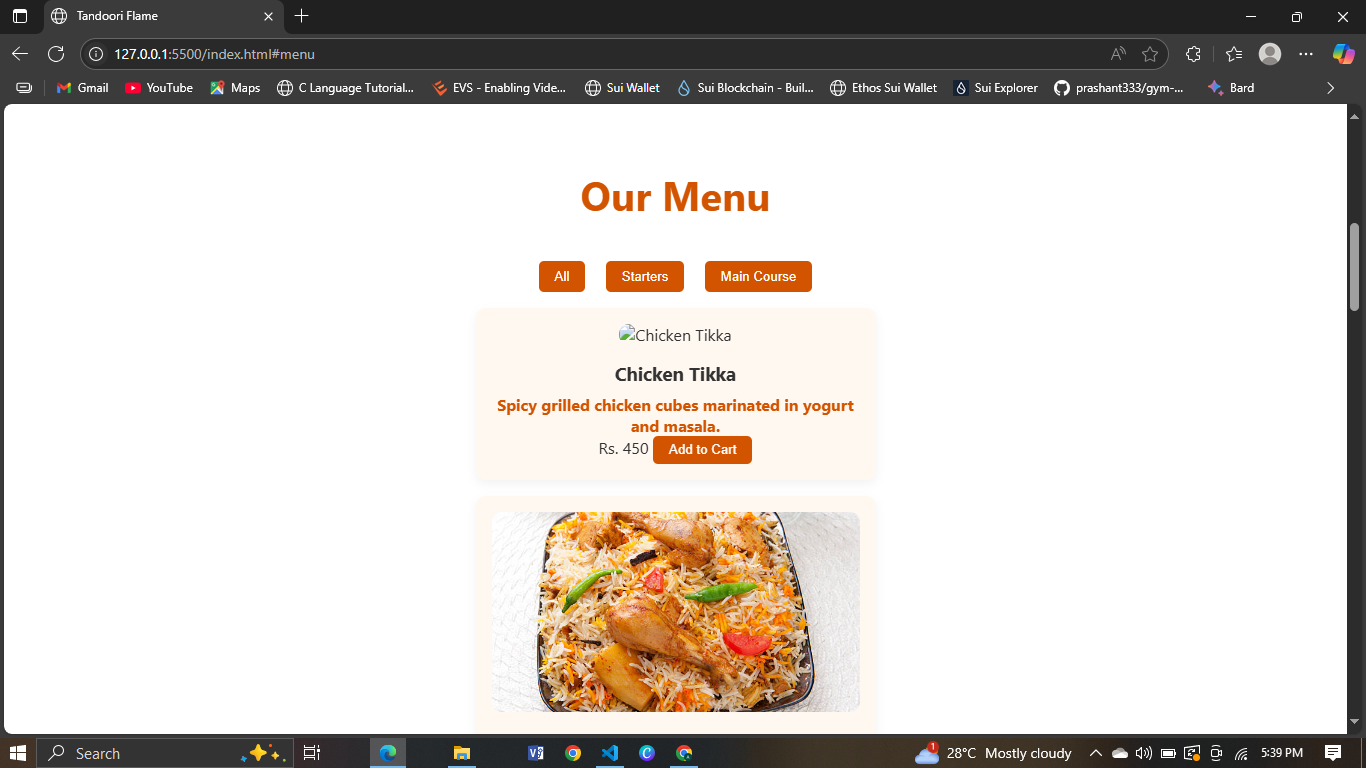 Tandoori Flame
127.0.0.1:5500/index.html#menu
Gmail
YouTube
Maps
C Language Tutorial...
EVS - Enabling Vide...
Sui Wallet
Sui Blockchain - Buil...
Ethos Sui Wallet
Sui Explorer
prashant333/gym-...
Bard
Our Menu
All
Starters
Main Course
Chicken Tikka
Chicken Tikka
Spicy grilled chicken cubes marinated in yogurt
and masala.
Rs. 450 Add to Cart
Search
1
28°C Mostly cloudy
5:39 PM